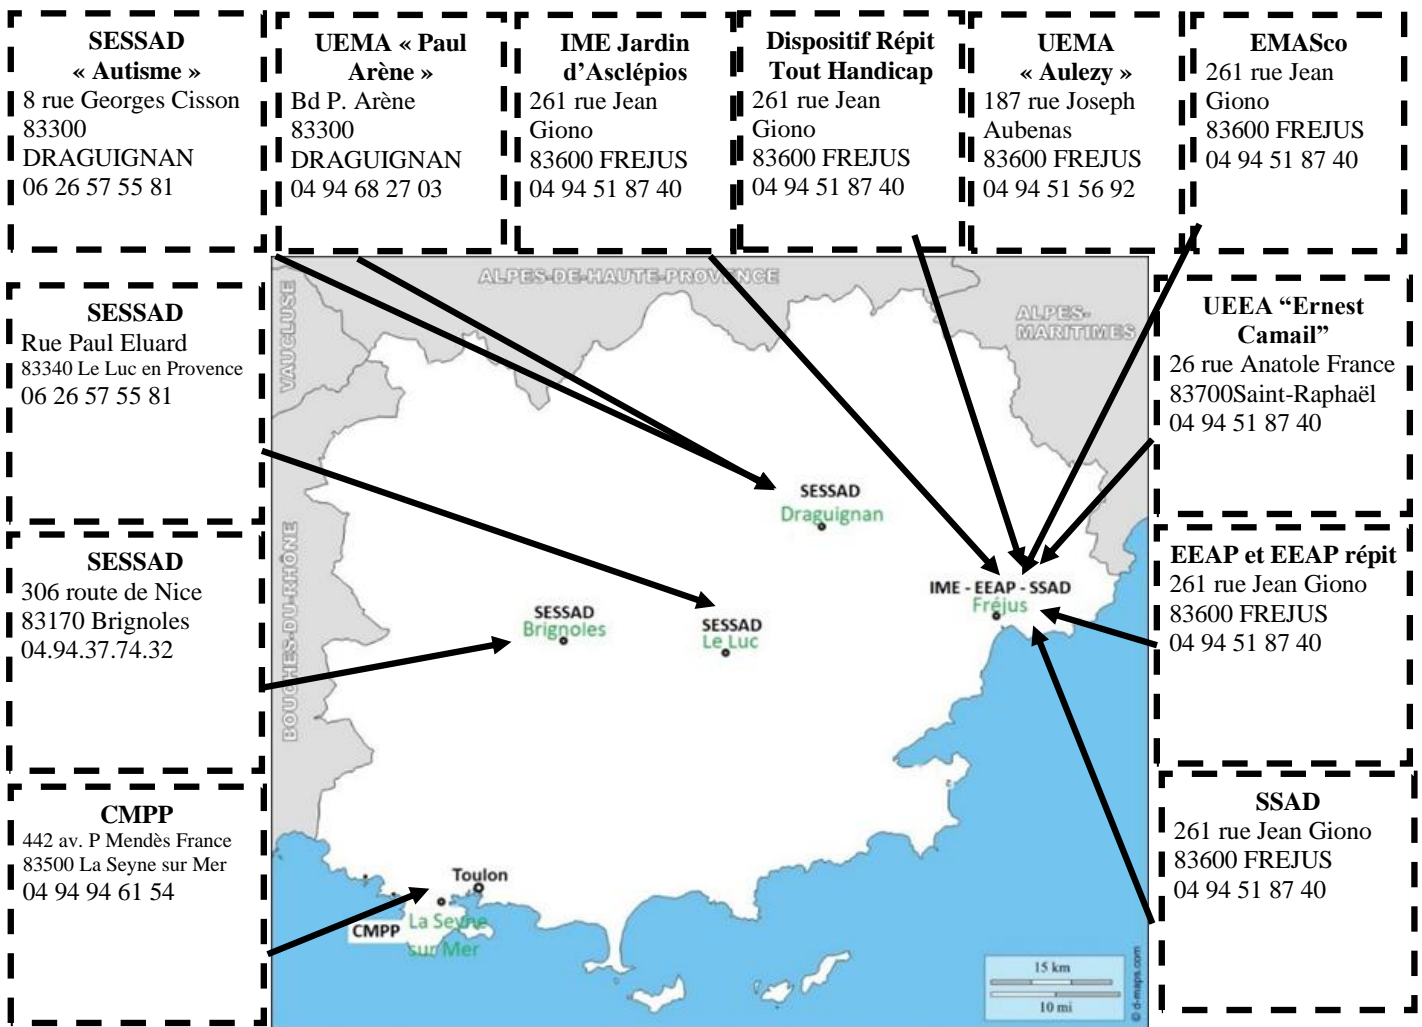 SESSAD
« Autisme »
8 rue Georges Cisson
83300
DRAGUIGNAN
06 26 57 55 81
UEMA « Paul
Arène »
Bd P. Arène
83300
DRAGUIGNAN
04 94 68 27 03
IME Jardin
d’Asclépios
261 rue Jean
Giono
83600 FREJUS
04 94 51 87 40
Dispositif Répit
Tout Handicap
261 rue Jean
Giono
83600 FREJUS
04 94 51 87 40
UEMA
« Aulezy »
187 rue Joseph
Aubenas
83600 FREJUS
04 94 51 56 92
EMASco
261 rue Jean
Giono
83600 FREJUS
04 94 51 87 40
SESSAD
Rue Paul Eluard
83340 Le Luc en Provence
06 26 57 55 81
SESSAD
306 route de Nice
83170 Brignoles
04.94.37.74.32
CMPP
442 av. P Mendès France
83500 La Seyne sur Mer
04 94 94 61 54
UEEA “Ernest
Camail”
26 rue Anatole France
83700Saint-Raphaël
04 94 51 87 40
EEAP et EEAP répit
261 rue Jean Giono
83600 FREJUS
04 94 51 87 40
SSAD
261 rue Jean Giono
83600 FREJUS
04 94 51 87 40
ALPES-DE-HAUTE-PROVENCE
VAUCLUSE
ALPES-
MARITIMES
BOUCHES-DU-RHÔNE
SESSAD
Draguignan
IME - EEAP - SSAD
Fréjus
SESSAD
Brignoles
SESSAD
Le Luc
Toulon
CMPP
La Seyne
sur Mer
15 km
10 mi
© d-maps.com